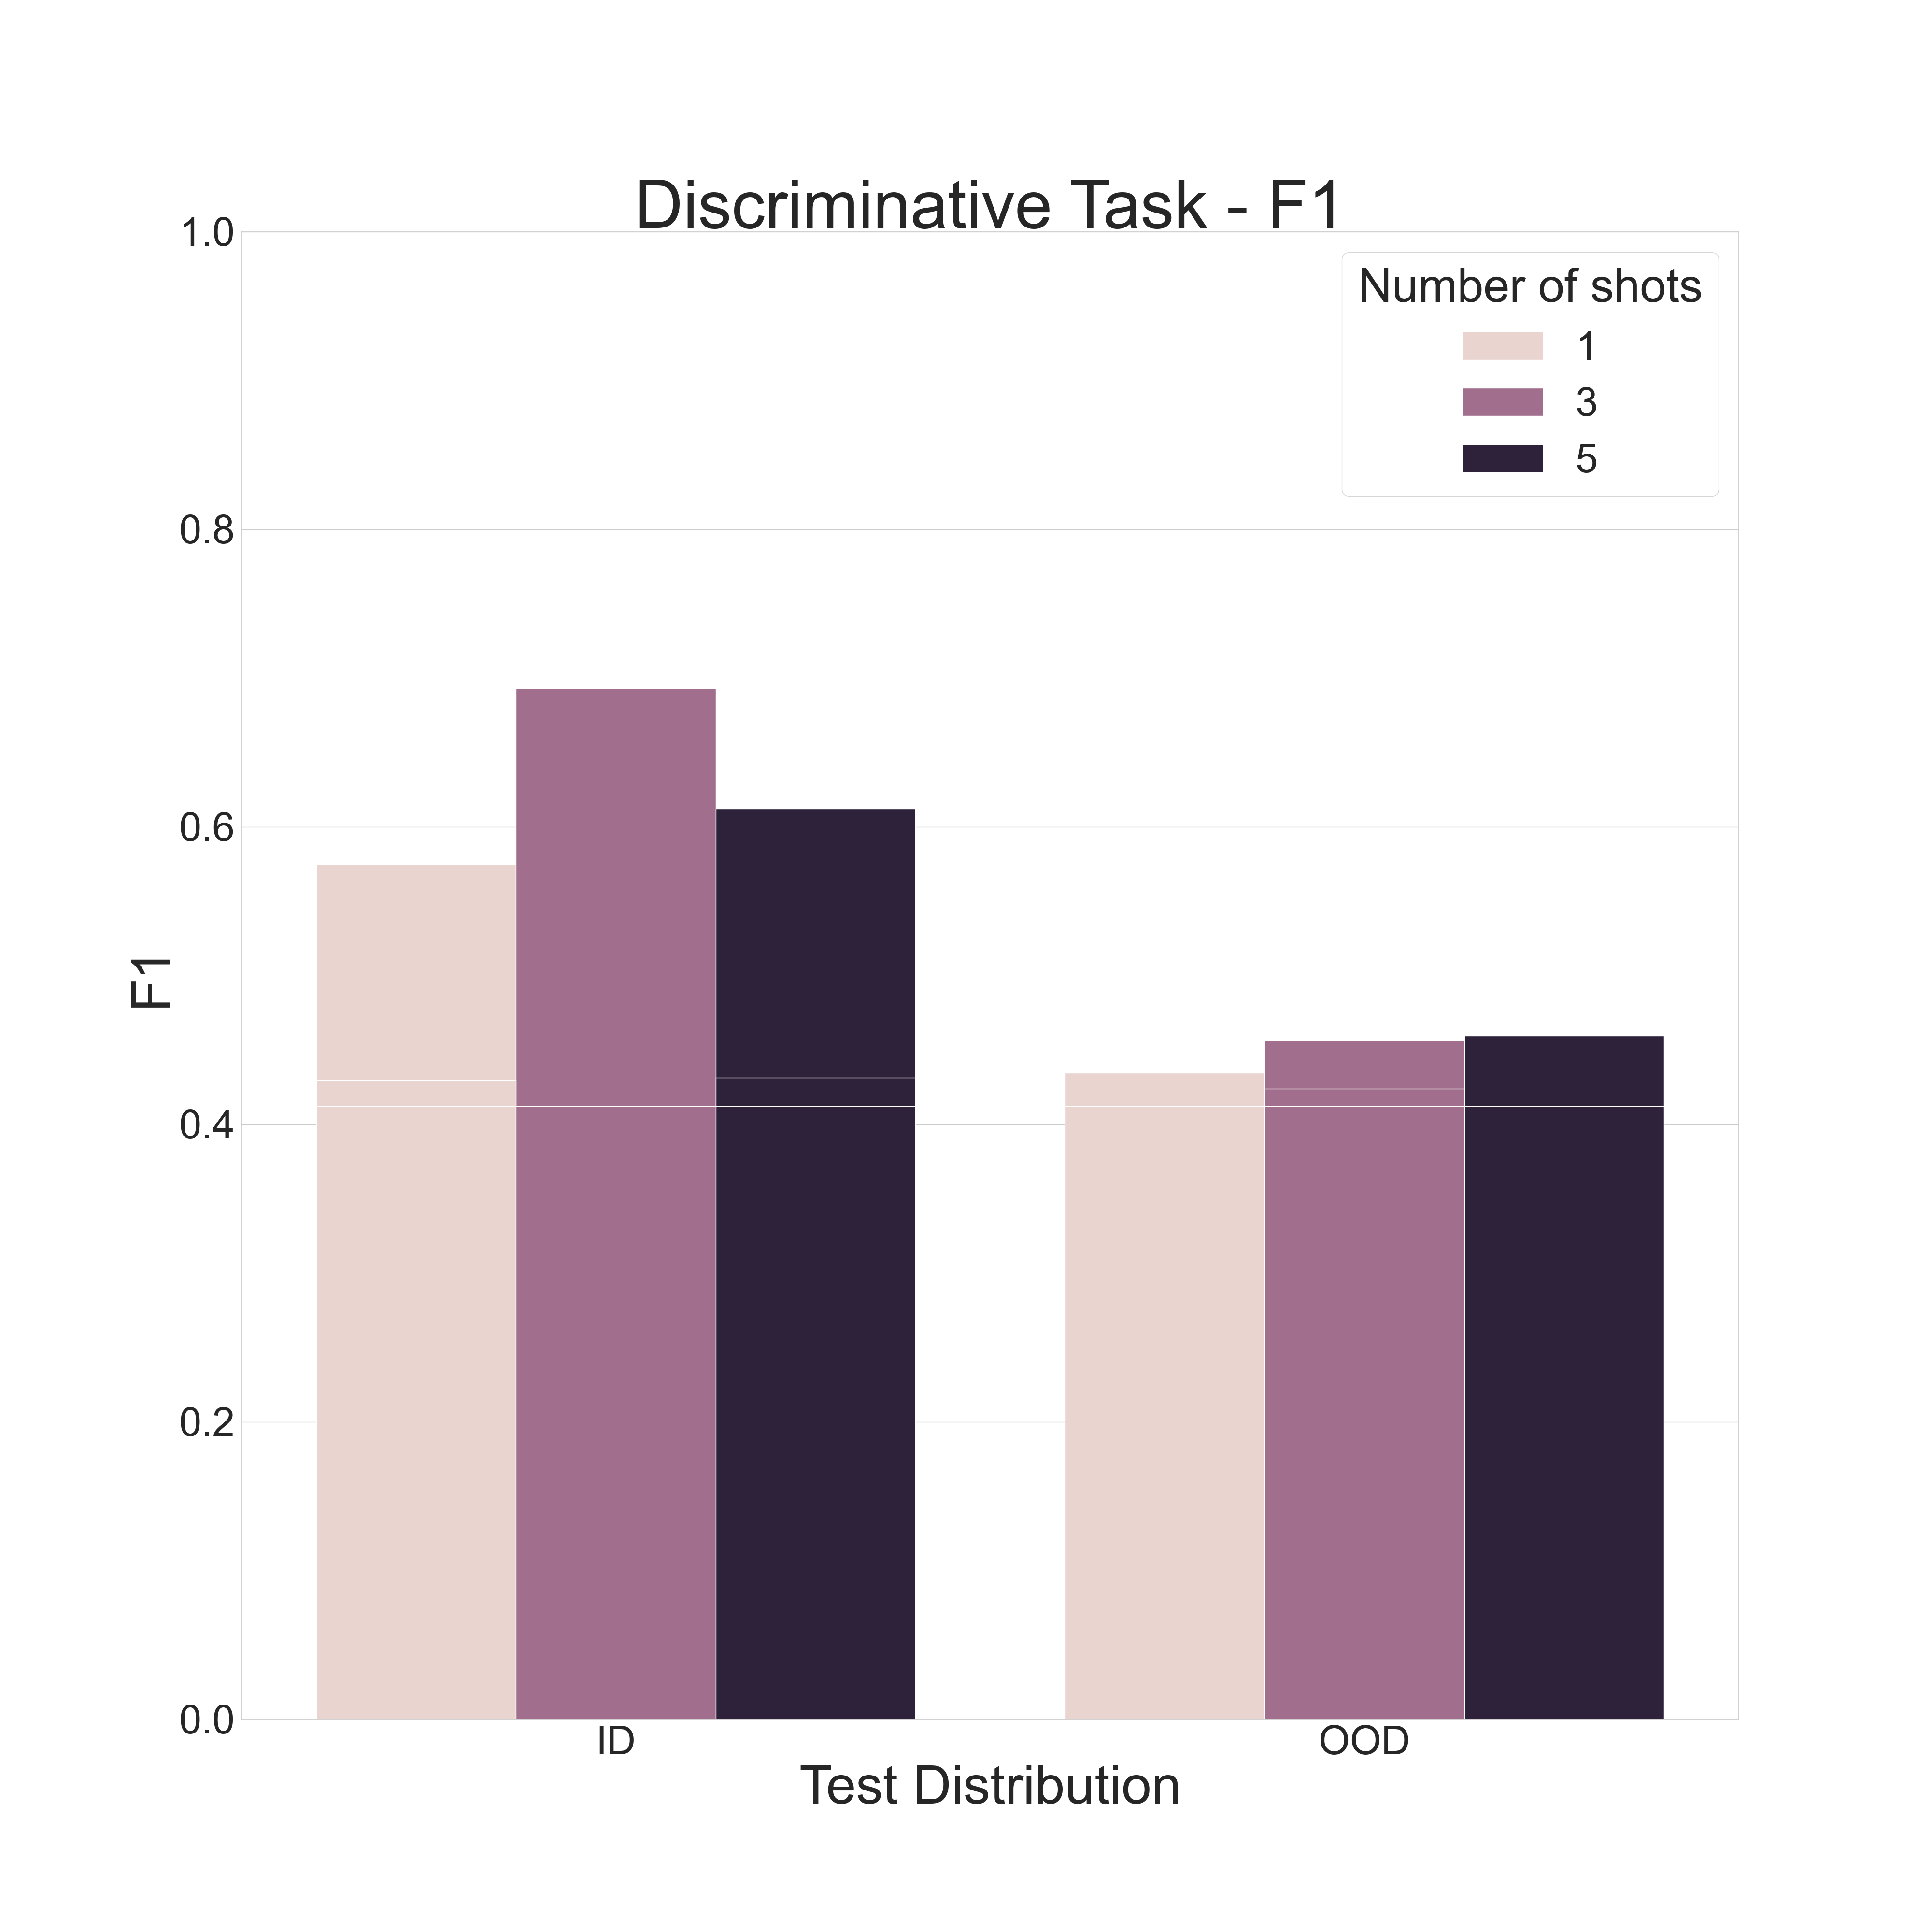 Discriminative Task - F1
1.0
0.8
0.6
0.4
0.2
0.0
F1
Number of shots
1
3
5
ID
OOD
Test Distribution